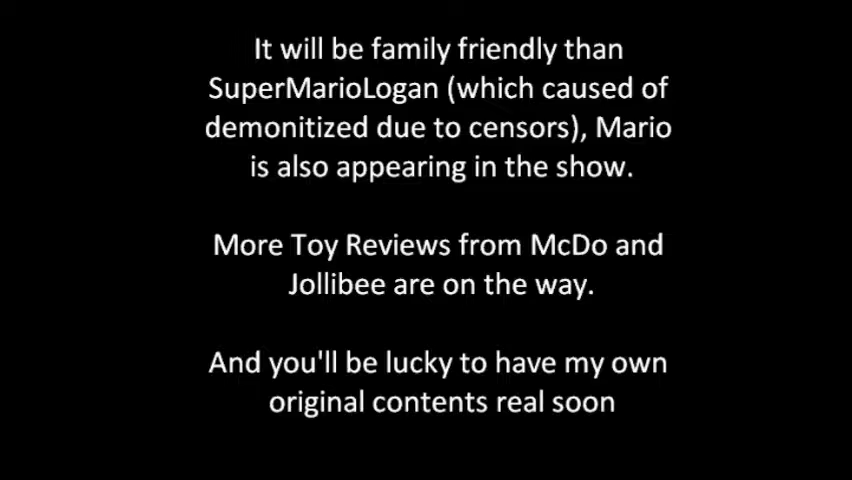 It will be family friendly than
SuperMarioLogan (which caused of
demonitized due to censors), Mario
is also appearing in the show.
More Toy Reviews from McDo and
Jollibee are on the way.
And you'll be lucky to have my own
original contents real soon